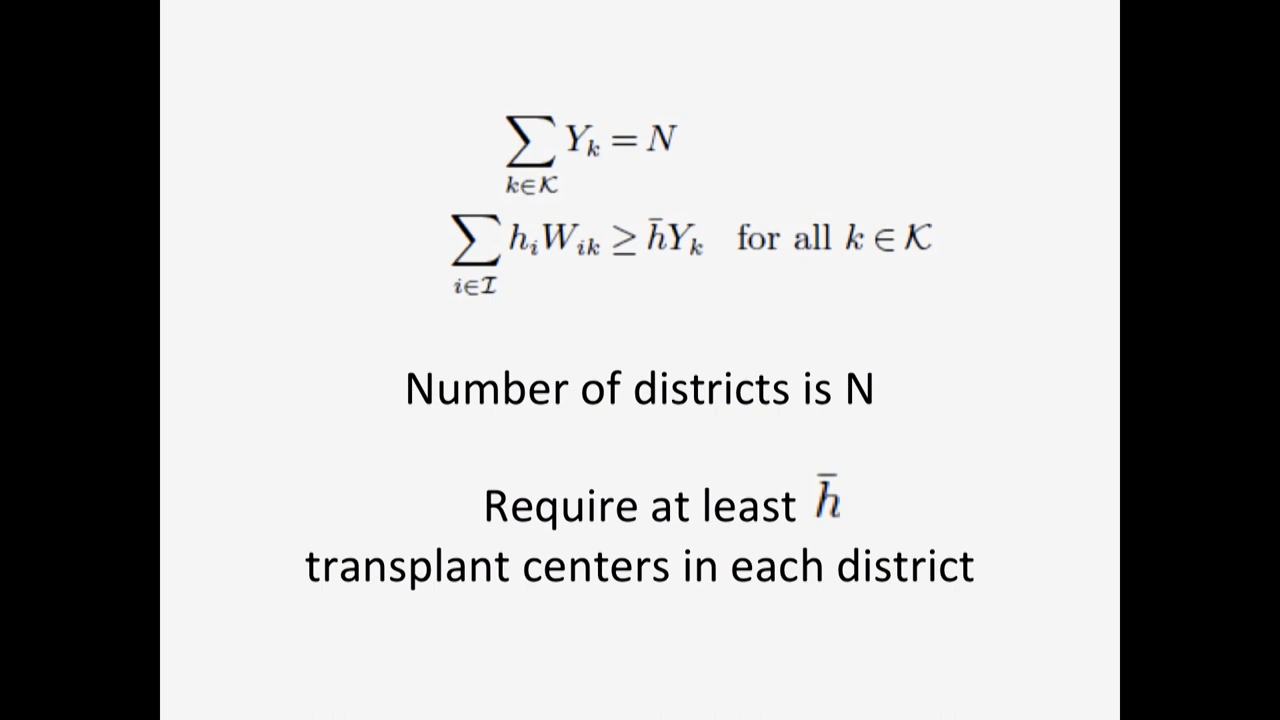 ∑_{k∈𝒦} Y_k = N
∑_{i∈ℐ} h_i W_{ik} ≥ h̄ Y_k for all k ∈ 𝒦
Number of districts is N
Require at least h̄
transplant centers in each district